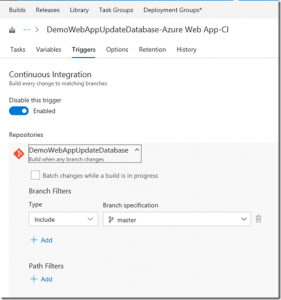 Builds Releases Library Task Groups Deployment Groups*
··· > DemoWebAppUpdateDatabase-Azure Web App-CI
Tasks Variables Triggers Options Retention History
Continuous Integration
Build every change to matching branches
Disable this trigger
Enabled
Repositories
DemoWebAppUpdateDatabase
Build when any branch changes
Batch changes while a build is in progress
Branch Filters
Type Branch specification
Include master
+ Add
Path Filters
+ Add